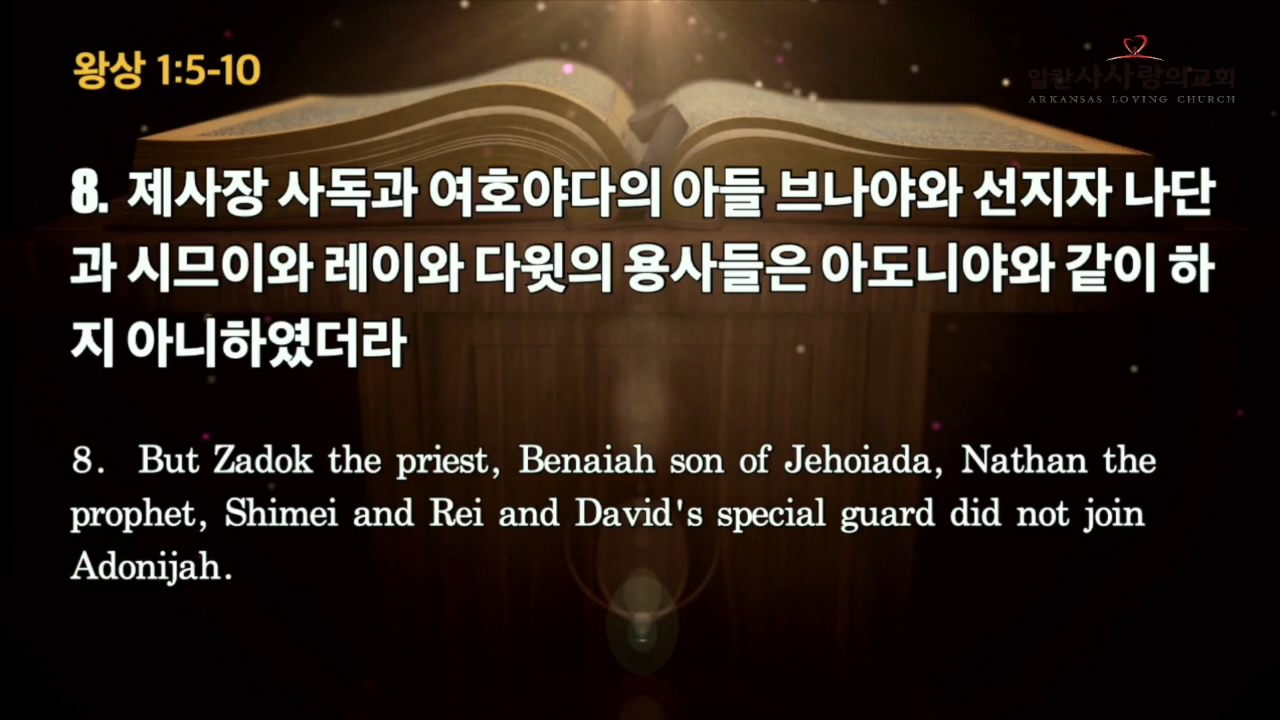 왕상 1:5-10
알칸사사랑의교회
ARKANSAS LOVING CHURCH
8. 제사장 사독과 여호야다의 아들 브나야와 선지자 나단
과 시므이와 레이와 다윗의 용사들은 아도니야와 같이 하
지 아니하였더라
8. But Zadok the priest, Benaiah son of Jehoiada, Nathan the
prophet, Shimei and Rei and David's special guard did not join
Adonijah.